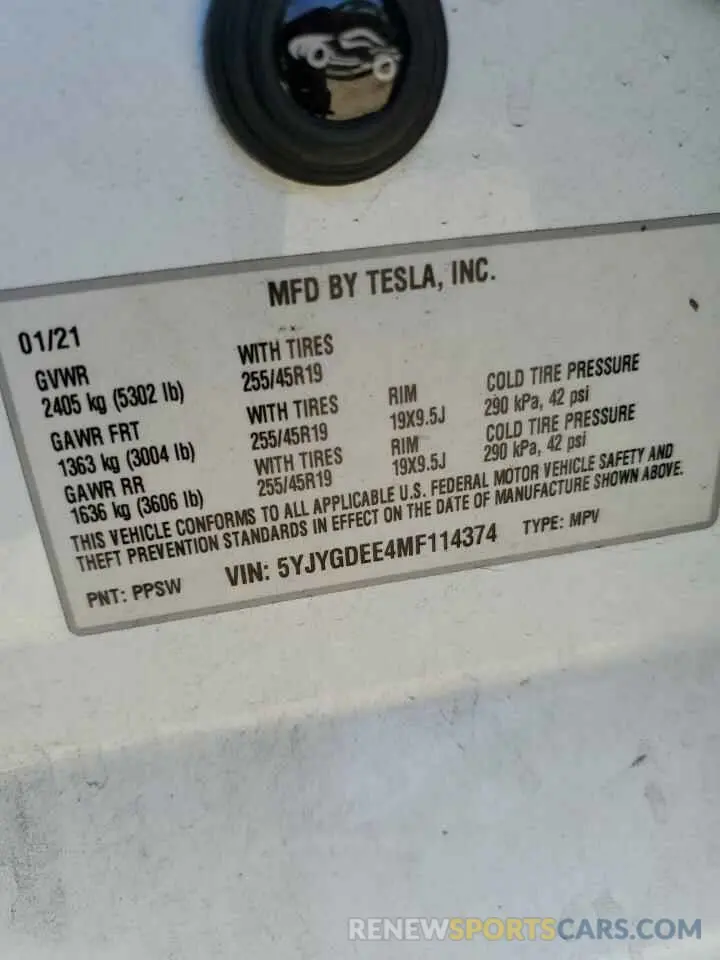 MFD BY TESLA, INC.
01/21
GVWR
2405 kg (5302 lb)
WITH TIRES
255/45R19
GAWR FRT
1363 kg (3004 lb)
WITH TIRES
255/45R19
RIM
19X9.5J
COLD TIRE PRESSURE
290 kPa, 42 psi
GAWR RR
1636 kg (3606 lb)
WITH TIRES
255/45R19
RIM
19X9.5J
COLD TIRE PRESSURE
290 kPa, 42 psi
THIS VEHICLE CONFORMS TO ALL APPLICABLE U.S. FEDERAL MOTOR VEHICLE SAFETY AND
THEFT PREVENTION STANDARDS IN EFFECT ON THE DATE OF MANUFACTURE SHOWN ABOVE.
PNT: PPSW
VIN: 5YJYGDEE4MF114374
TYPE: MPV
RENEWSPORTSCARS.COM